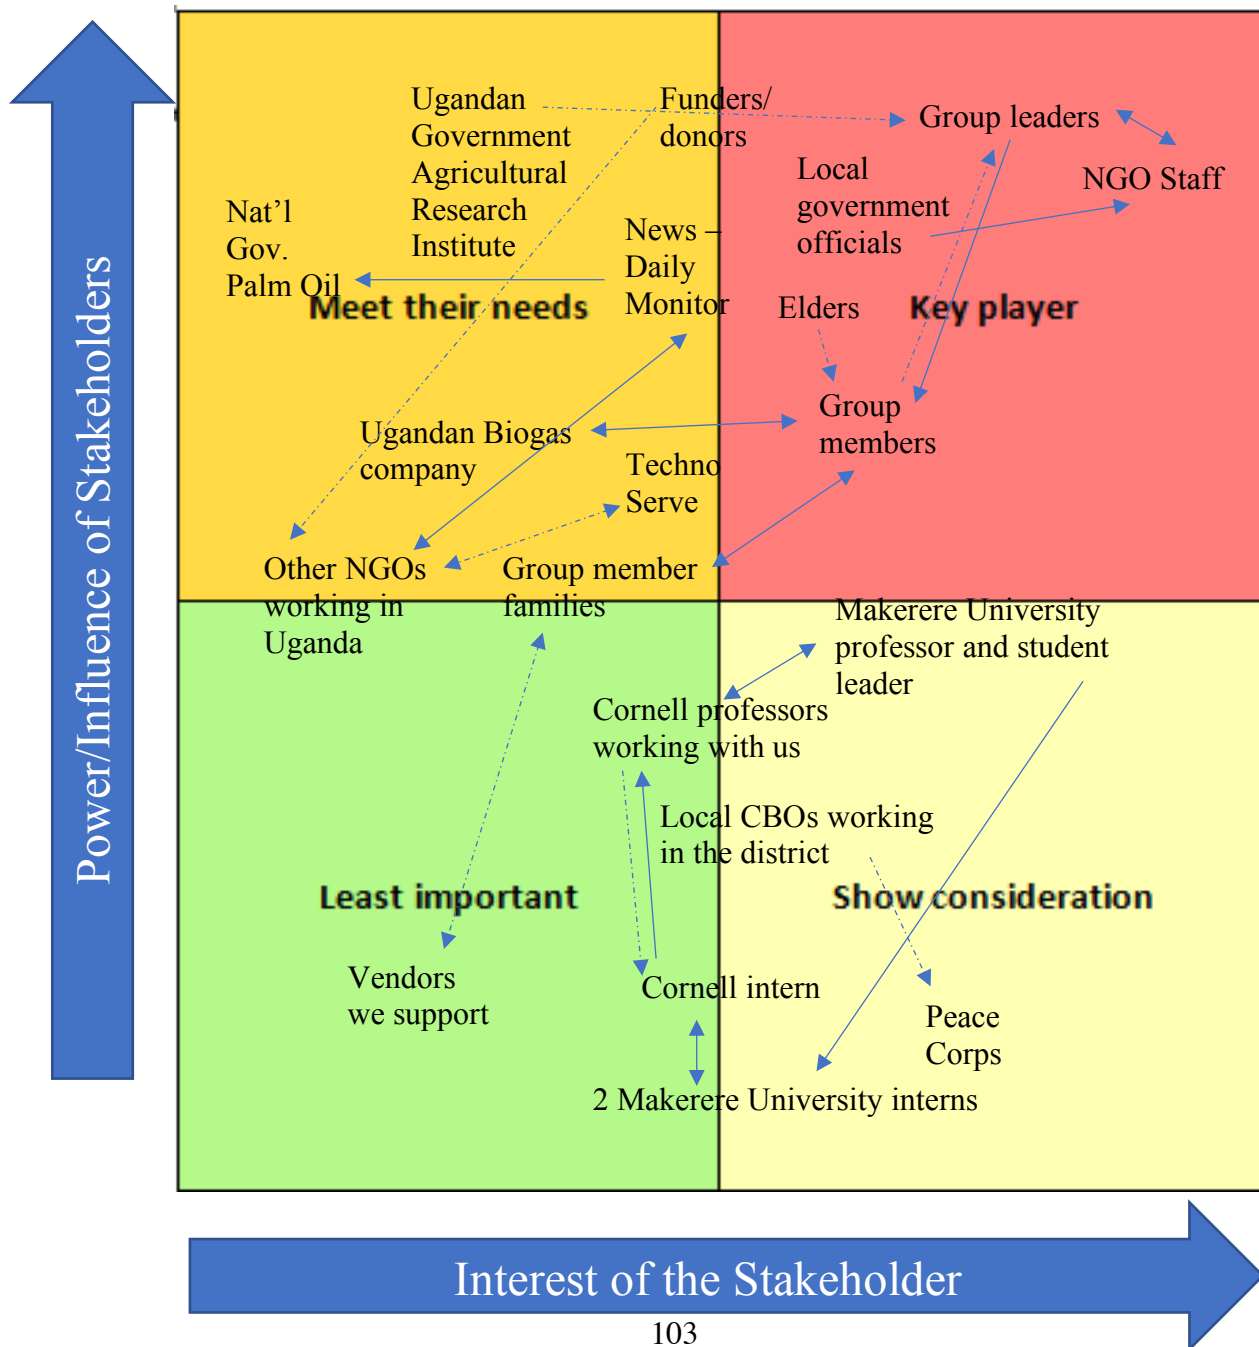 Power/Influence of Stakeholders
Ugandan
Government
Agricultural
Research
Institute
Funders/
donors
Group leaders
NGO Staff
Local
government
officials
Nat’l
Gov.
Palm Oil
News –
Daily
Monitor
Meet their needs
Elders
Key player
Group
members
Ugandan Biogas
company
Techno
Serve
Other NGOs
working in
Uganda
Group member
families
Makerere University
professor and student
leader
Cornell professors
working with us
Local CBOs working
in the district
Least important
Show consideration
Vendors
we support
Cornell intern
Peace
Corps
2 Makerere University interns
Interest of the Stakeholder
103